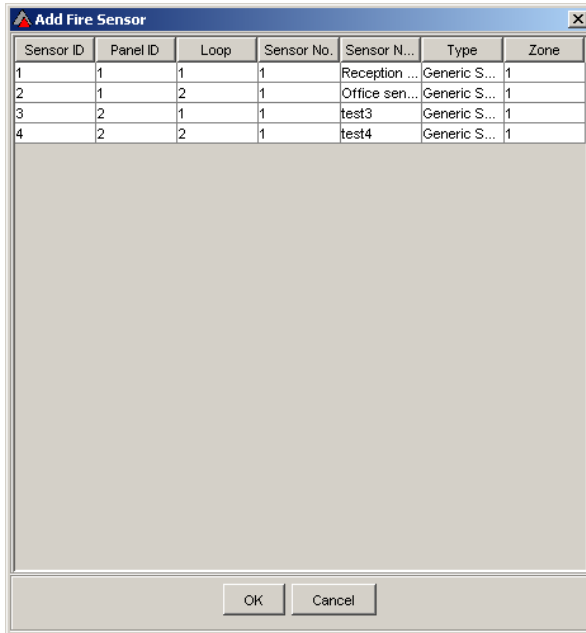 Add Fire Sensor
Sensor ID Panel ID Loop Sensor No. Sensor N... Type Zone
1 1 1 1 Reception ... Generic S... 1
2 1 2 1 Office sen... Generic S... 1
3 2 1 1 test3 Generic S... 1
4 2 2 1 test4 Generic S... 1
OK Cancel